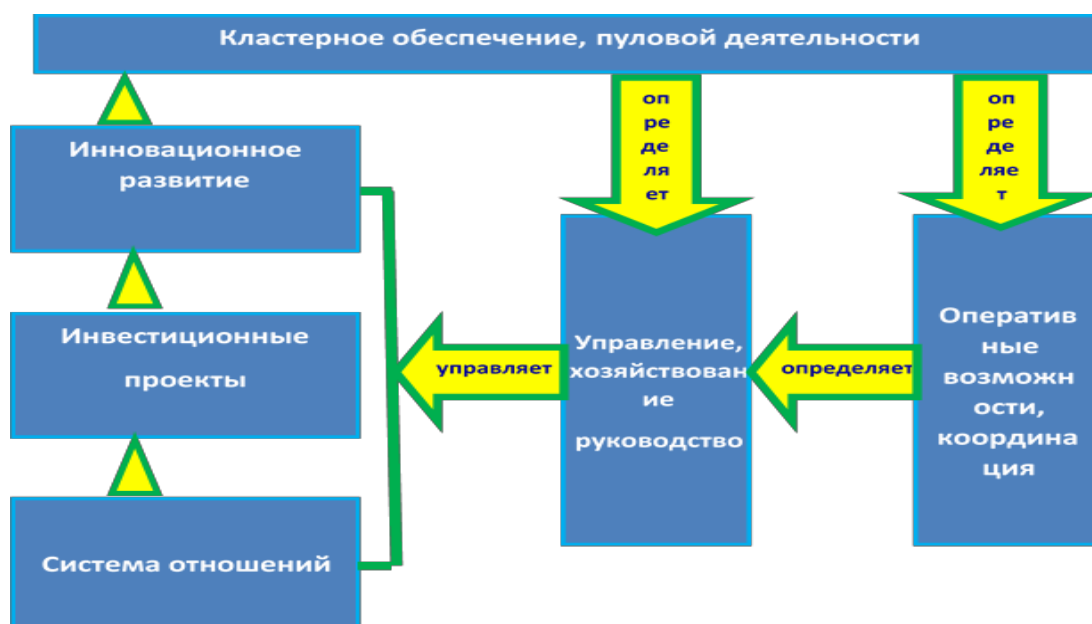 Кластерное обеспечение, пуловой деятельности
оп
ре
де
ля
ет
оп
ре
де
ляе
т
Инновационное
развитие
Инвестиционные
проекты
Система отношений
управляет
Управление,
хозяйствован
ие
руководство
определяет
Оператив
ные
возможн
ости,
координа
ция